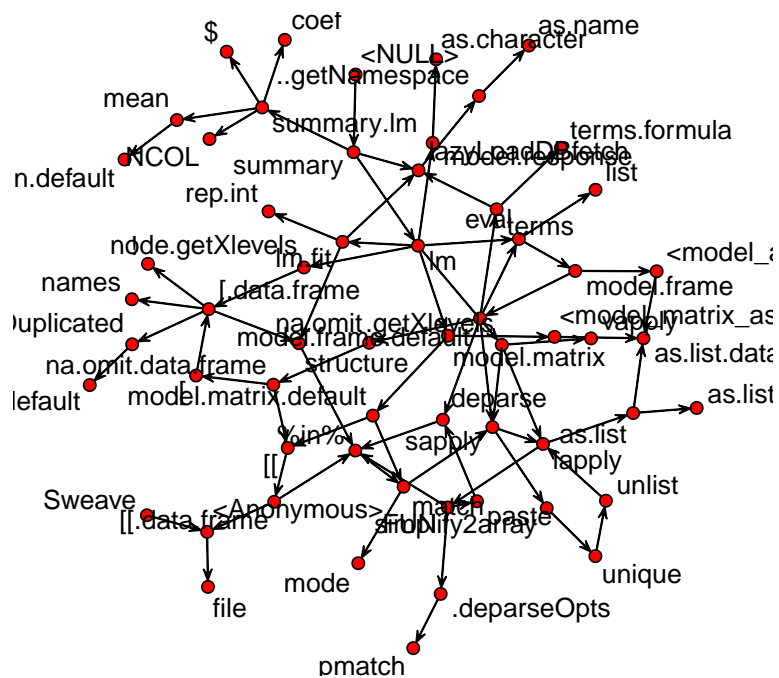 $
coef
<NULL>
as.character
as.name
..getNamespace
mean
summary.lm
NCOL
n.default
summary
lazyLoadDBfetch
model.response
terms.formula
list
rep.int
eval
terms
!
node.getXlevels
lm.fit
lm
<model_a
model.frame
[.data.frame
names
na.omit.getXlevels
<model_matrix_as
Duplicated
model.frame.default
vapply
model.matrix
as.list.data
structure
na.omit.data.frame
[
model.matrix.default
default
deparse
as.list
%in%
sapply
as.list
lapply
[[
Sweave
<Anonymous>
[[.data.frame
match
simplify2array
paste
unlist
mode
unique
.deparseOpts
file
pmatch